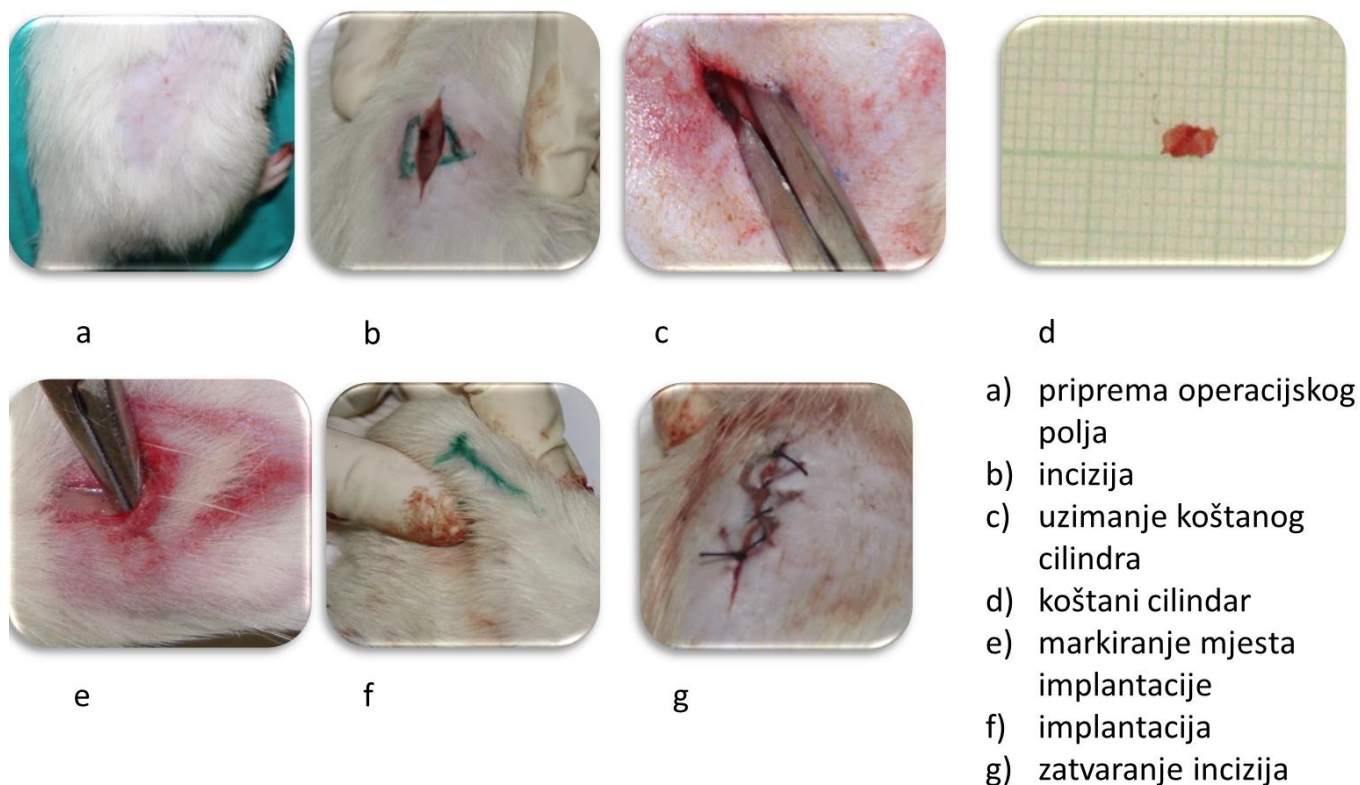 a
b
c
d
e
f
g
a) priprema operacijskog
polja
b) incizija
c) uzimanje koštanog
cilindra
d) koštani cilindar
e) markiranje mjesta
implantacije
f) implantacija
g) zatvaranje incizija